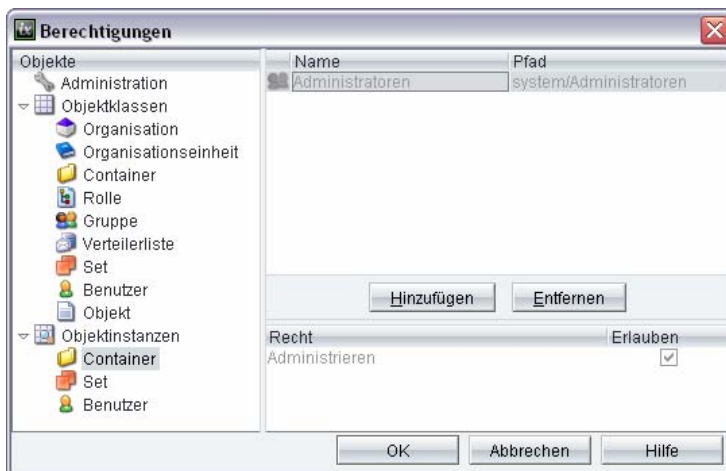 Berechtigungen
Objekte
Administration
Objektklassen
Organisation
Organisationseinheit
Container
Rolle
Gruppe
Verteilerliste
Set
Benutzer
Objekt
Objektinstanzen
Container
Set
Benutzer
Name Pfad
Administratoren system/Administratoren
Hinzufügen Entfernen
Recht Erlauben
Administrieren
OK Abbrechen Hilfe